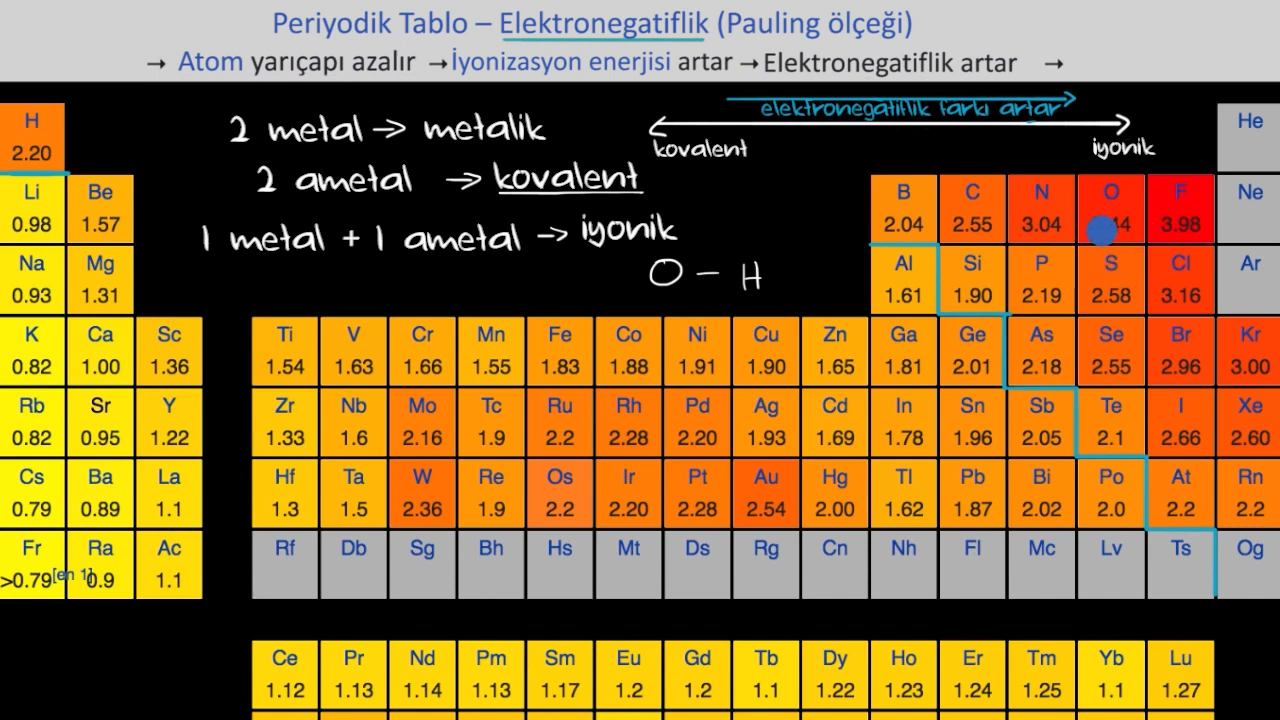 Periyodik Tablo – Elektronegatiflik (Pauling ölçeği)
→ Atom yarıçapı azalır → İyonizasyon enerjisi artar → Elektronegatiflik artar →
elektronegatiflik farkı artar
kovalent iyonik
2 metal → metalik
2 ametal → kovalent
1 metal + 1 ametal → iyonik
O – H
H He
2.20
Li Be B C N O F Ne
0.98 1.57 2.04 2.55 3.04 44 3.98
Na Mg Al Si P S Cl Ar
0.93 1.31 1.61 1.90 2.19 2.58 3.16
K Ca Sc Ti V Cr Mn Fe Co Ni Cu Zn Ga Ge As Se Br Kr
0.82 1.00 1.36 1.54 1.63 1.66 1.55 1.83 1.88 1.91 1.90 1.65 1.81 2.01 2.18 2.55 2.96 3.00
Rb Sr Y Zr Nb Mo Tc Ru Rh Pd Ag Cd In Sn Sb Te I Xe
0.82 0.95 1.22 1.33 1.6 2.16 1.9 2.2 2.28 2.20 1.93 1.69 1.78 1.96 2.05 2.1 2.66 2.60
Cs Ba La Hf Ta W Re Os Ir Pt Au Hg Tl Pb Bi Po At Rn
0.79 0.89 1.1 1.3 1.5 2.36 1.9 2.2 2.20 2.28 2.54 2.00 1.62 1.87 2.02 2.0 2.2 2.2
Fr Ra Ac Rf Db Sg Bh Hs Mt Ds Rg Cn Nh Fl Mc Lv Ts Og
>0.79[en 1] 0.9 1.1
Ce Pr Nd Pm Sm Eu Gd Tb Dy Ho Er Tm Yb Lu
1.12 1.13 1.14 1.13 1.17 1.2 1.2 1.1 1.22 1.23 1.24 1.25 1.1 1.27